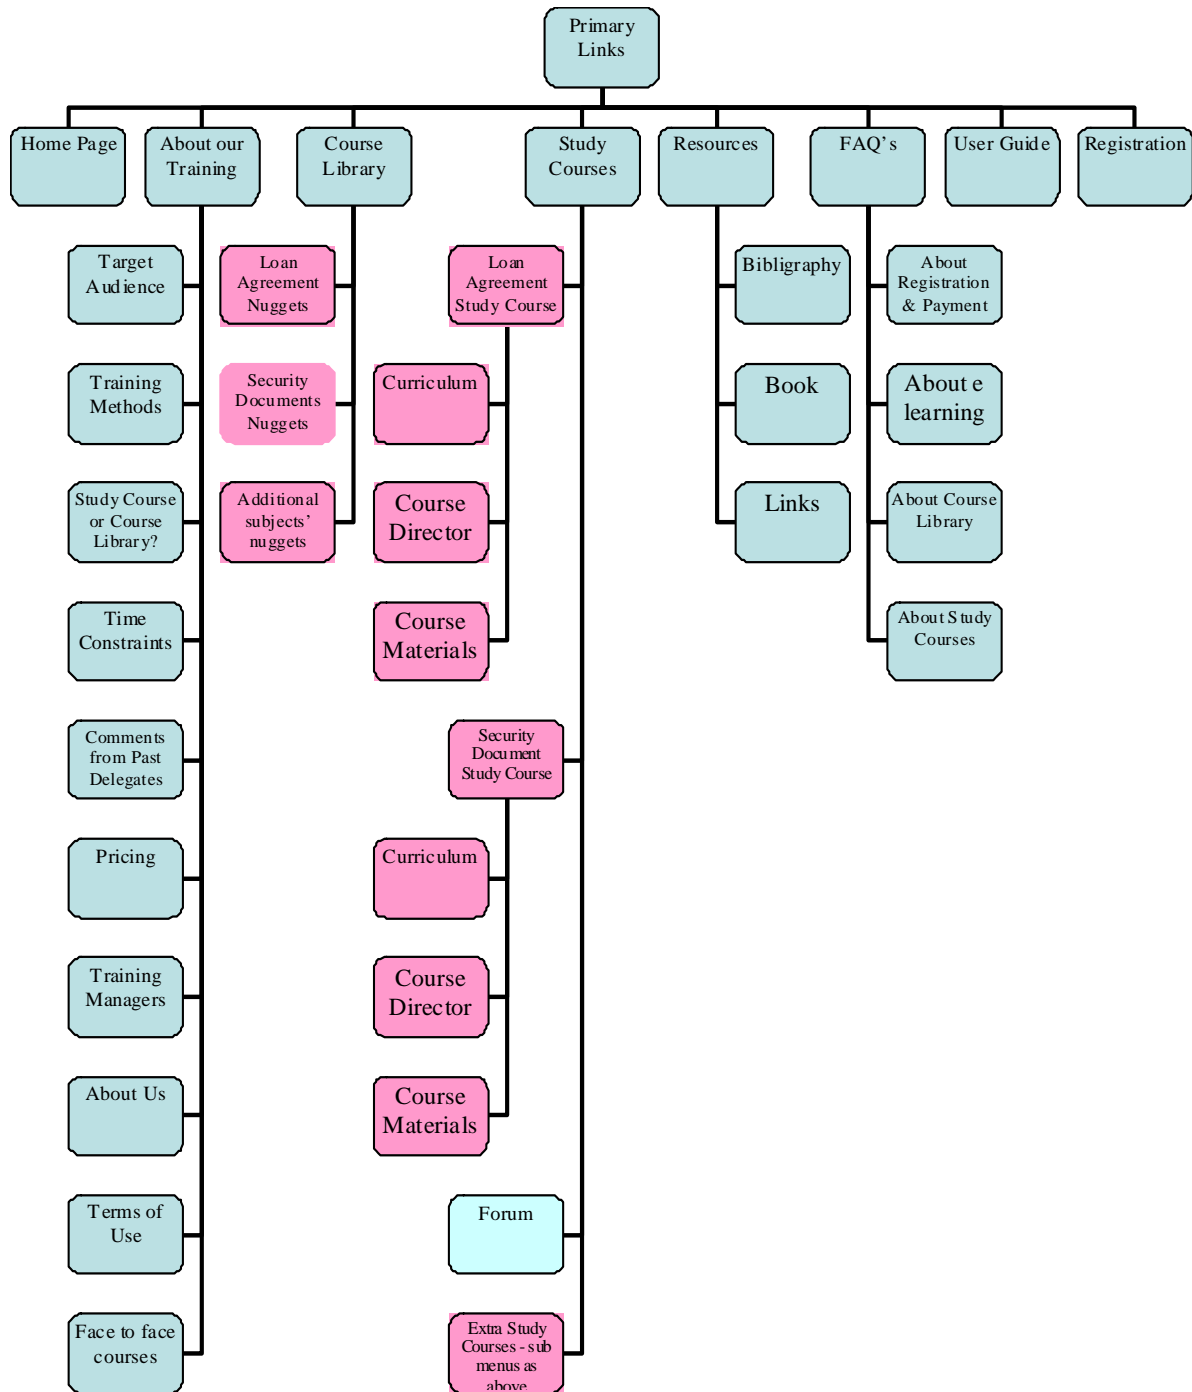 Primary
Links
Home Page
About our
Training
Course
Library
Study
Courses
Resources
FAQ's
User Guide
Registration
Target
Audience
Training
Methods
Study Course
or Course
Library?
Time
Constraints
Comments
from Past
Delegates
Pricing
Training
Managers
About Us
Terms of
Use
Face to face
courses
Loan
Agreement
Nuggets
Security
Documents
Nuggets
Additional
subjects'
nuggets
Loan
Agreement
Study Course
Curriculum
Course
Director
Course
Materials
Security
Document
Study Course
Curriculum
Course
Director
Course
Materials
Forum
Extra Study
Courses - sub
menus as
above
Bibligraphy
Book
Links
About
Registration
& Payment
About e
learning
About Course
Library
About Study
Courses